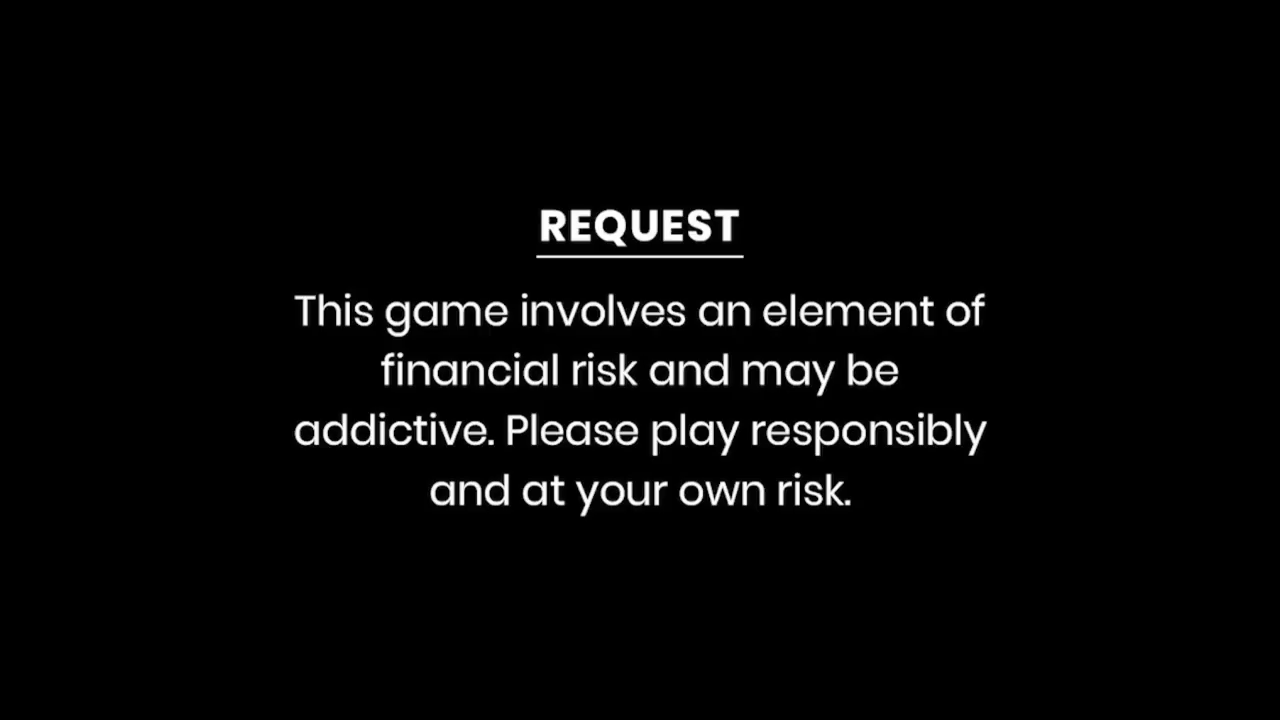 REQUEST
This game involves an element of
financial risk and may be
addictive. Please play responsibly
and at your own risk.